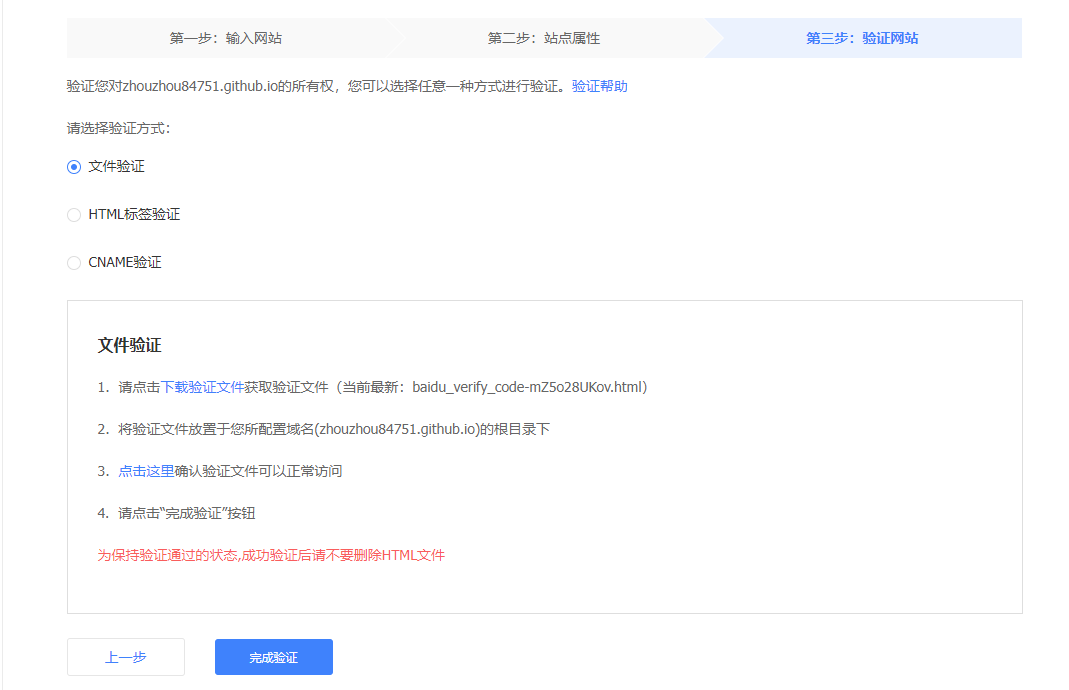 第一步：输入网站 第二步：站点属性 第三步：验证网站
验证您对zhouzhou84751.github.io的所有权，您可以选择任意一种方式进行验证。验证帮助
请选择验证方式：
文件验证
HTML标签验证
CNAME验证
文件验证
1. 请点击下载验证文件获取验证文件（当前最新：baidu_verify_code-mZ5o28UKov.html）
2. 将验证文件放置于您所配置域名(zhouzhou84751.github.io)的根目录下
3. 点击这里确认验证文件可以正常访问
4. 请点击“完成验证”按钮
为保持验证通过的状态,成功验证后请不要删除HTML文件
上一步 完成验证